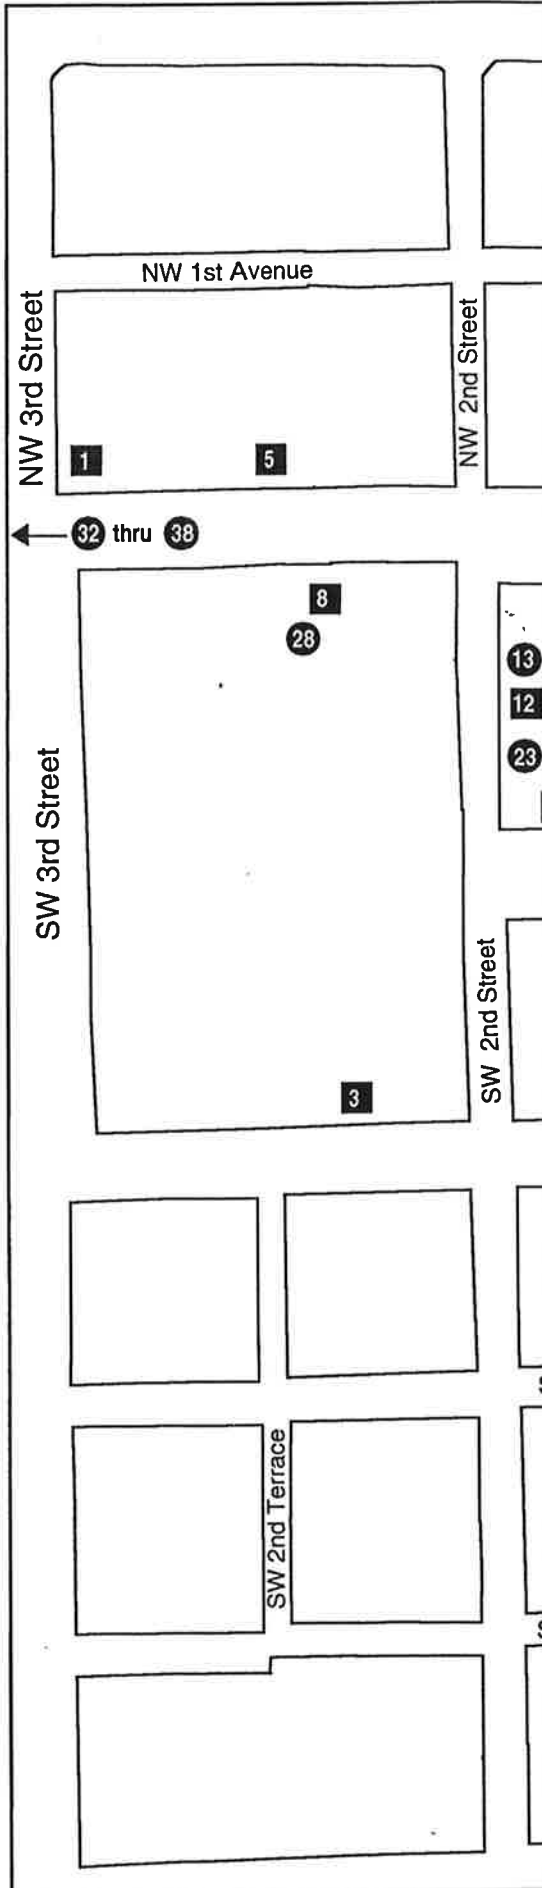 NW 1st Avenue
NW 3rd Street
NW 2nd Street
1
5
32 thru 38
8
28
13
12
23
SW 3rd Street
SW 2nd Street
3
SW 2nd Terrace